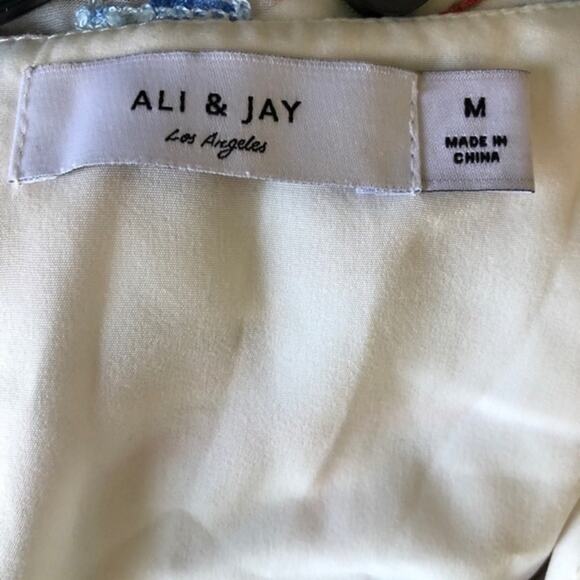 ALI & JAY
Los Angeles
M
MADE IN
CHINA